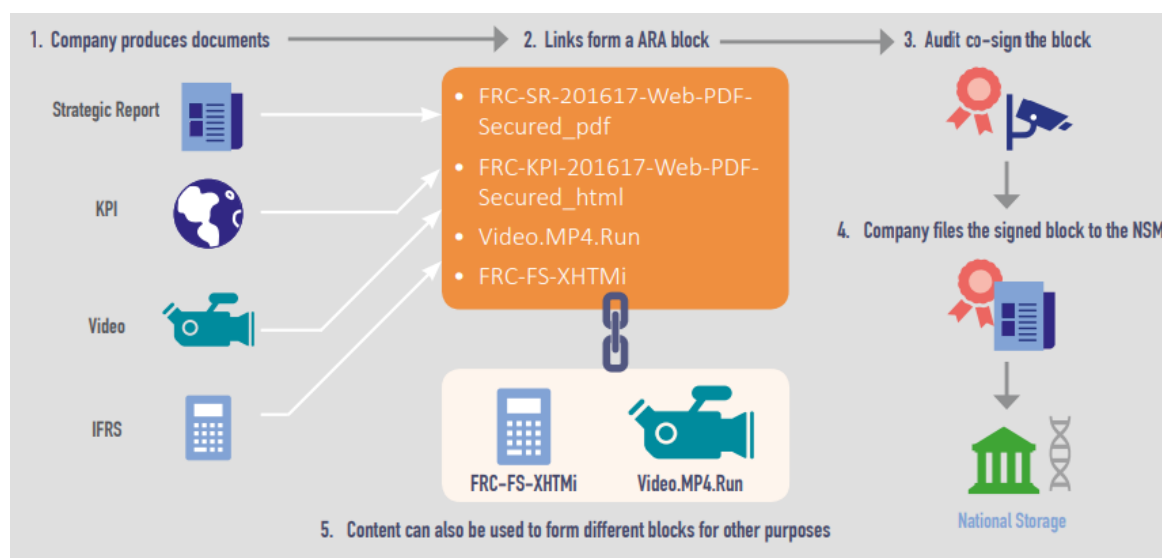 1. Company produces documents
2. Links form a ARA block
3. Audit co-sign the block
Strategic Report
KPI
Video
IFRS
• FRC-SR-201617-Web-PDF-
Secured_pdf
• FRC-KPI-201617-Web-PDF-
Secured_html
• Video.MP4.Run
• FRC-FS-XHTMi
4. Company files the signed block to the NSM
FRC-FS-XHTMi
Video.MP4.Run
National Storage
5. Content can also be used to form different blocks for other purposes